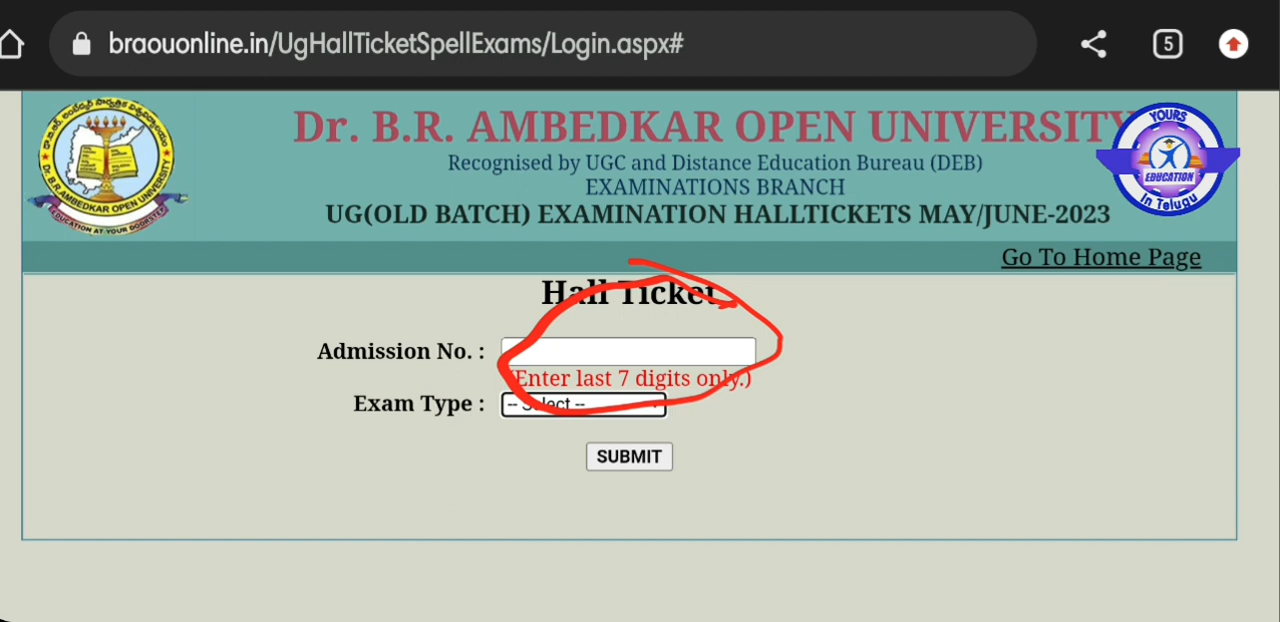 braouonline.in/UgHallTicketSpellExams/Login.aspx#
5
Dr. B.R. AMBEDKAR OPEN UNIVERSITY
Recognised by UGC and Distance Education Bureau (DEB)
EXAMINATIONS BRANCH
UG(OLD BATCH) EXAMINATION HALLTICKETS MAY/JUNE-2023
Dr. B.R.AMBEDKAR OPEN UNIVERSITY
EDUCATION AT YOUR DOORSTEP
YOURS
EDUCATION
In Telugu
Go To Home Page
Hall Ticket
Admission No. :
(Enter last 7 digits only.)
Exam Type : -- Select --
SUBMIT